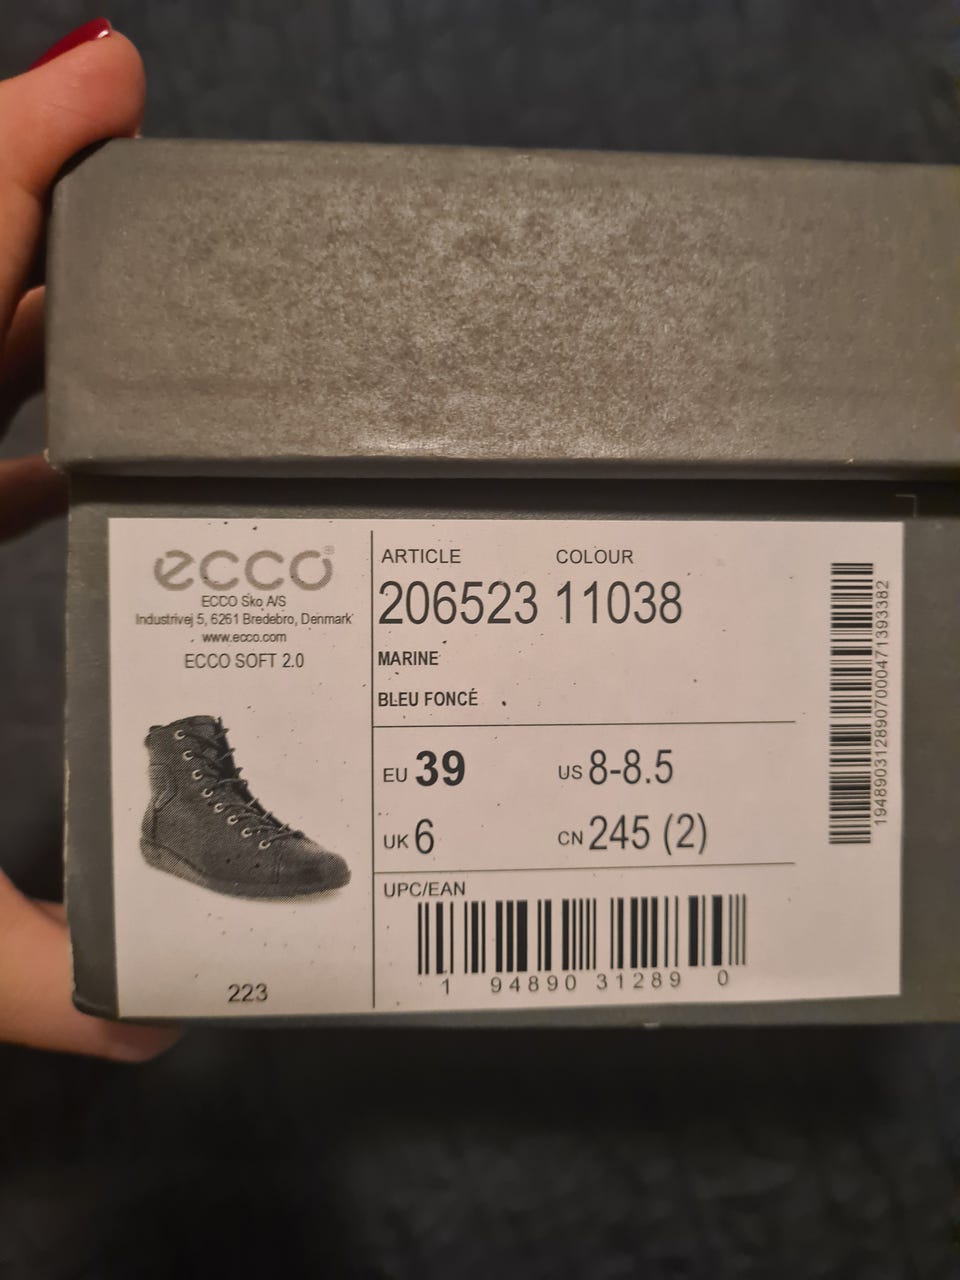 ecco®
ECCO Sko A/S
Industrivej 5, 6261 Bredebro, Denmark
www.ecco.com
ECCO SOFT 2.0
223
ARTICLE COLOUR
206523 11038
MARINE
BLEU FONCÉ
EU 39 US 8-8.5
UK 6 CN 245 (2)
UPC/EAN
1 94890 31289 0
19489031289070004713933​82